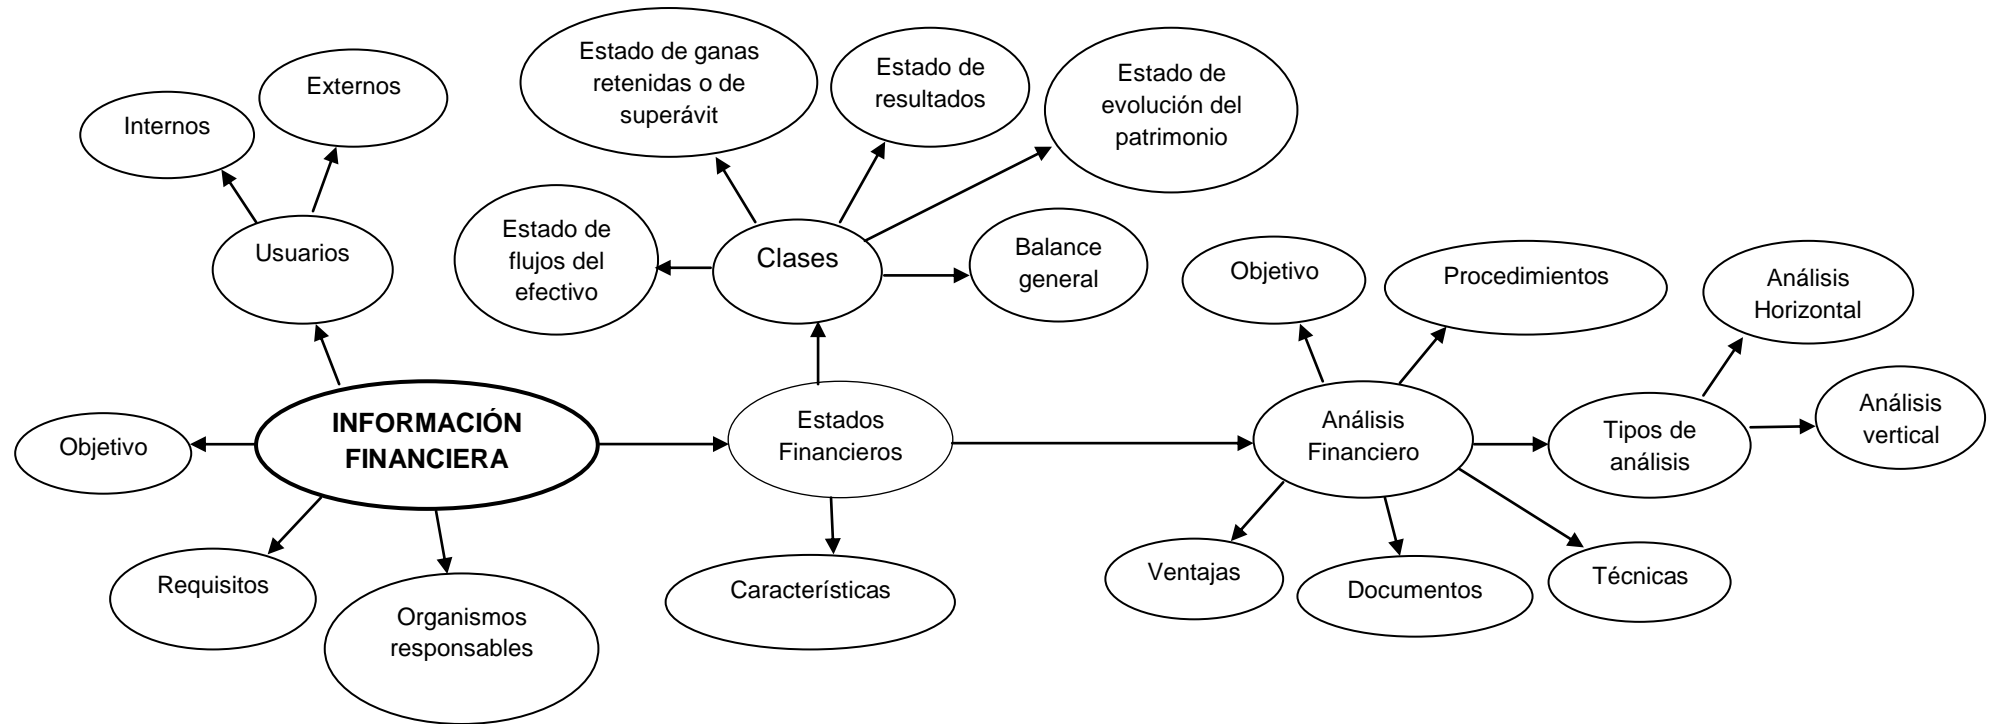 Estado de ganas
retenidas o de
superávit
Estado de
resultados
Estado de
evolución del
patrimonio
Externos
Internos
Usuarios
Estado de
flujos del
efectivo
Clases
Balance
general
Objetivo
Procedimientos
Análisis
Horizontal
INFORMACIÓN
FINANCIERA
Objetivo
Estados
Financieros
Análisis
Financiero
Tipos de
análisis
Análisis
vertical
Requisitos
Organismos
responsables
Característícas
Ventajas
Documentos
Técnicas